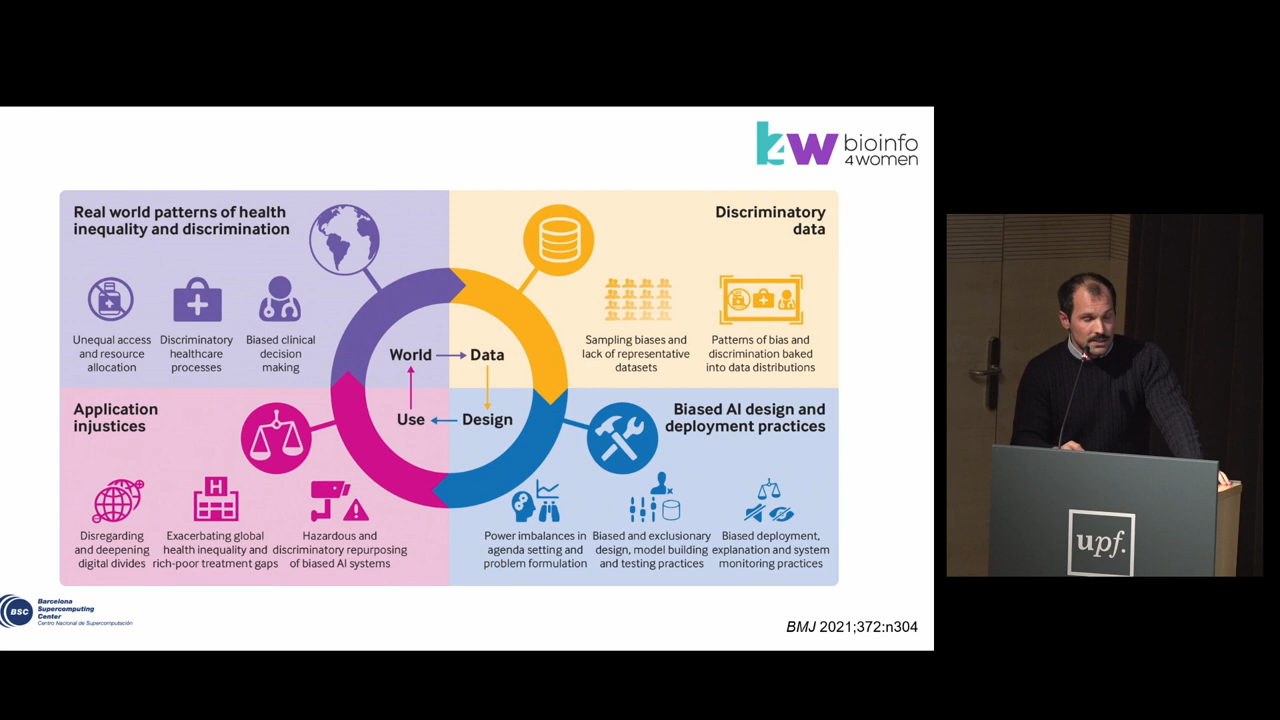 b4w bioinfo
4women
Real world patterns of health
inequality and discrimination
Unequal access
and resource
allocation
Discriminatory
healthcare
processes
Biased clinical
decision
making
Discriminatory
data
Sampling biases and
lack of representative
datasets
Patterns of bias and
discrimination baked
into data distributions
World
Data
Use
Design
Application
injustices
H
Disregarding
and deepening
digital divides
Exacerbating global
health inequality and
rich-poor treatment gaps
Hazardous and
discriminatory repurposing
of biased AI systems
Biased AI design and
deployment practices
Power imbalances in
agenda setting and
problem formulation
Biased and exclusionary
design, model building
and testing practices
Biased deployment,
explanation and system
monitoring practices
BSC
Barcelona
Supercomputing
Center
Centro Nacional de Supercomputación
BMJ 2021;372:n304
upf.